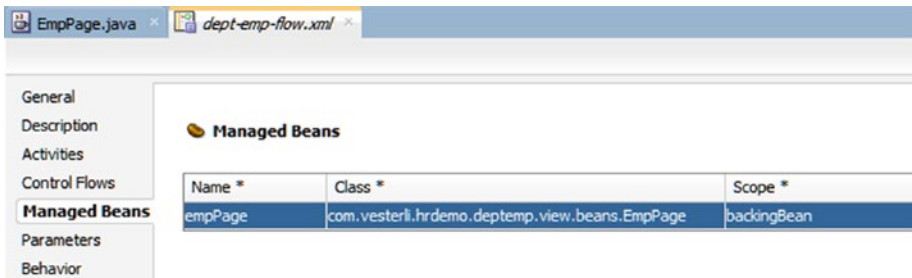 EmpPage.java dept-emp-flow.xml
General
Description
Activities
Control Flows
Managed Beans
Parameters
Behavior
Managed Beans
Name * Class * Scope *
empPage com.vesterli.hrdemo.deptemp.view.beans.EmpPage backingBean